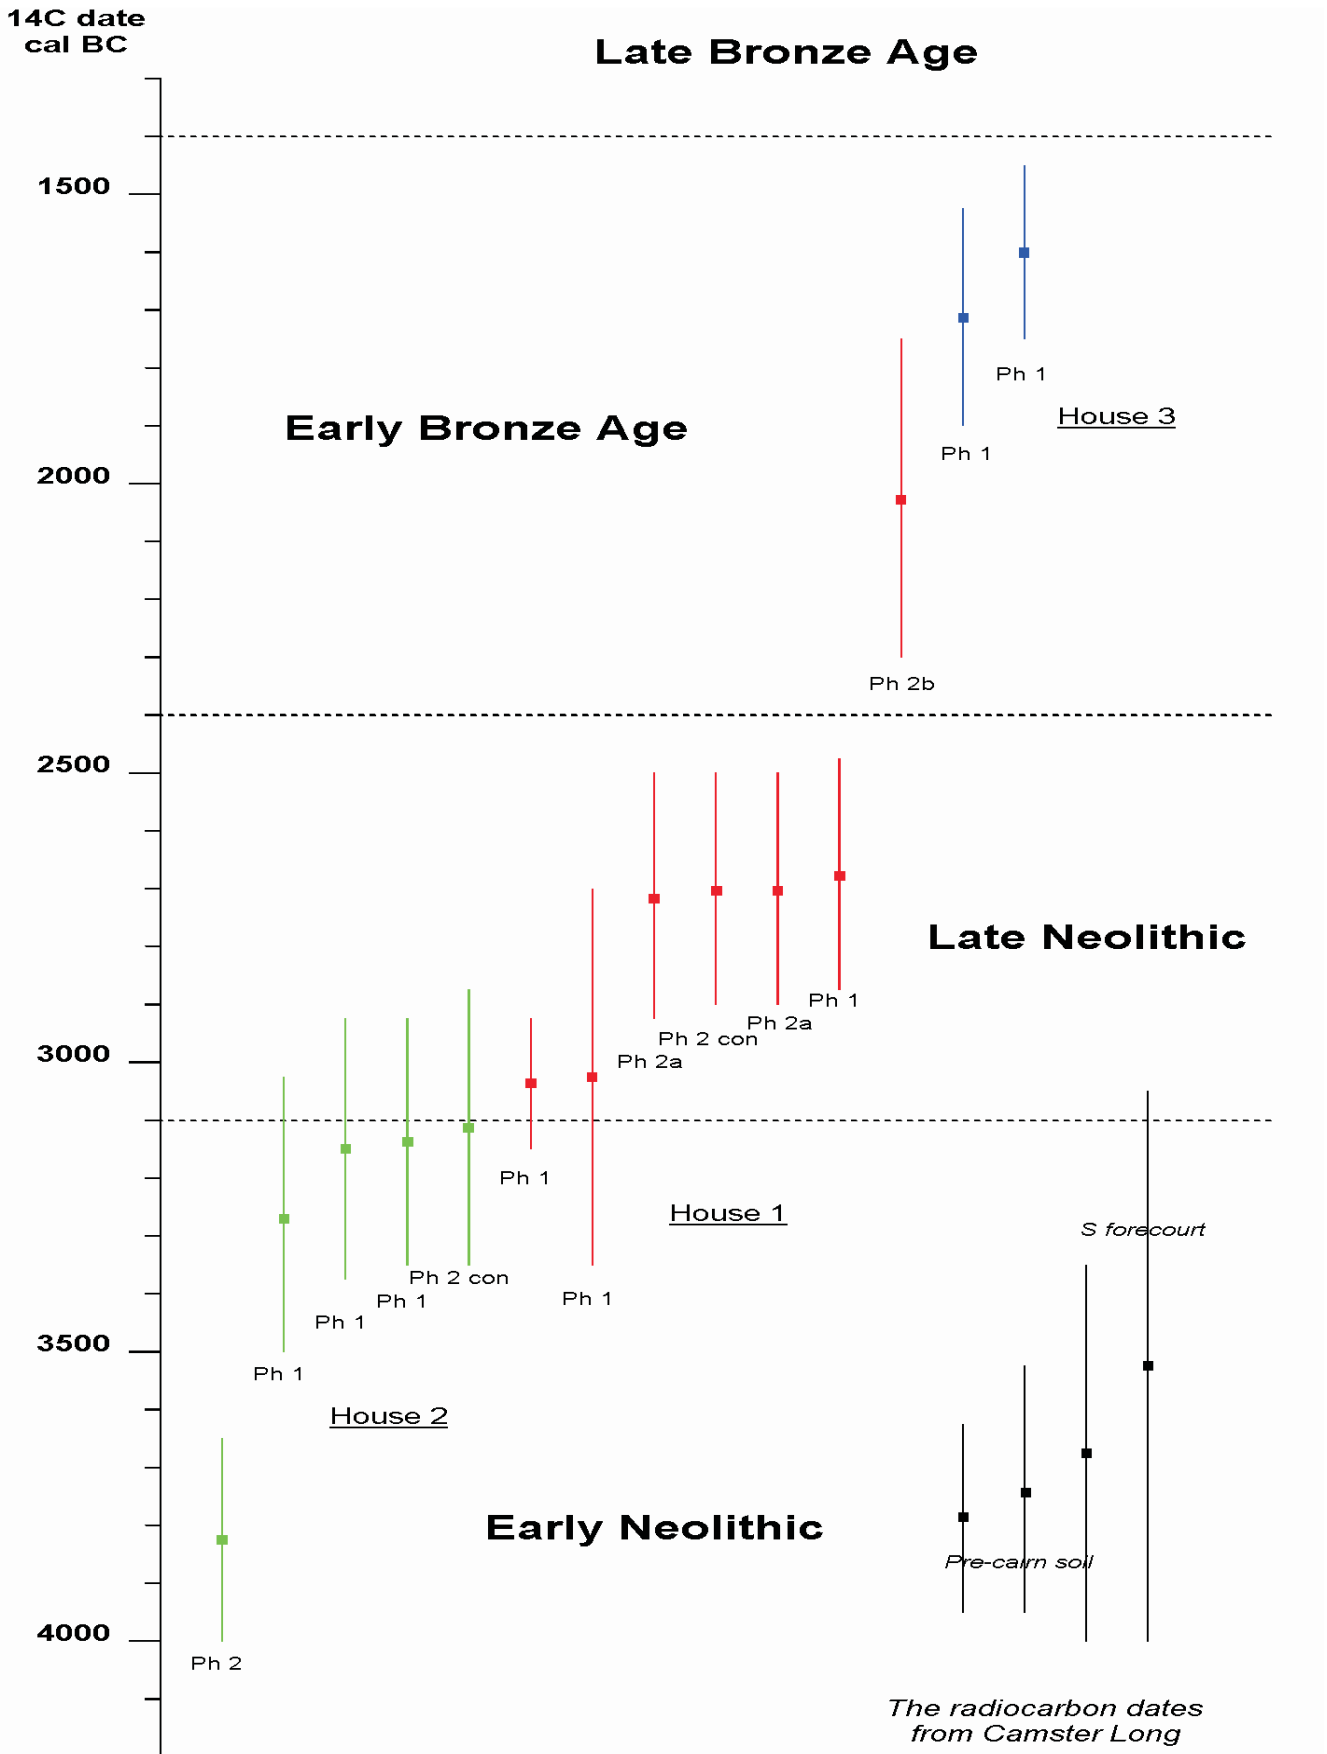 14C date
cal BC
Late Bronze Age
1500
Ph 1
House 3
Early Bronze Age
Ph 1
2000
Ph 2b
2500
Late Neolithic
Ph 1
Ph 2a
Ph 2 con
3000
Ph 2a
Ph 1
House 1
S forecourt
Ph 2 con
Ph 1
Ph 1
Ph 1
3500
Ph 1
House 2
Early Neolithic
Pre-cairn soil
4000
Ph 2
The radiocarbon dates
from Camster Long